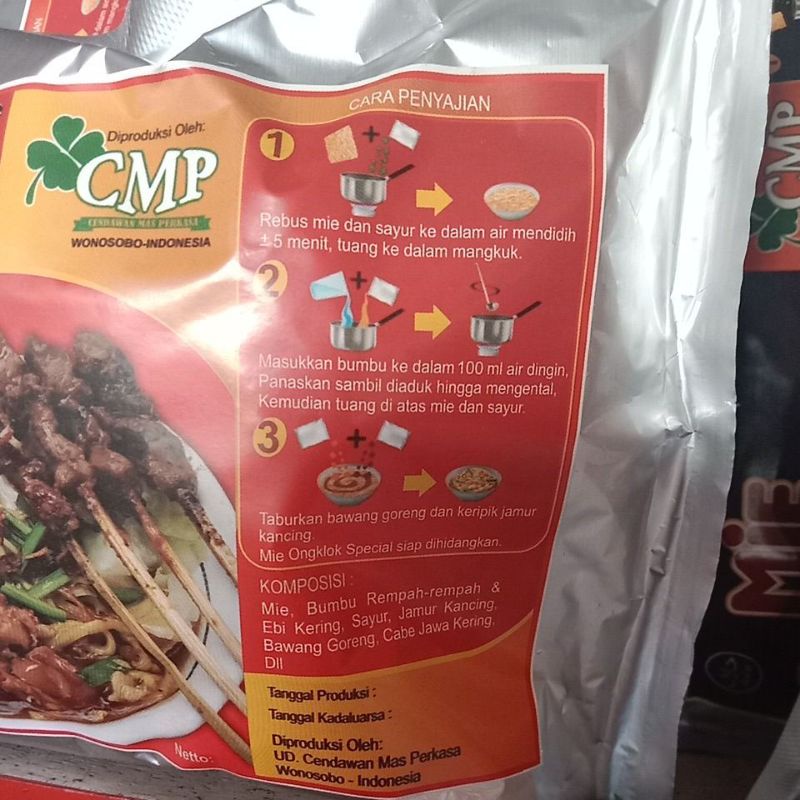 Diproduksi Oleh:
CMP
CENDAWAN MAS PERKASA
WONOSOBO-INDONESIA
CARA PENYAJIAN
1
Rebus mie dan sayur ke dalam air mendidih
± 5 menit, tuang ke dalam mangkuk.
2
Masukkan bumbu ke dalam 100 ml air dingin,
Panaskan sambil diaduk hingga mengental,
Kemudian tuang di atas mie dan sayur.
3
Taburkan bawang goreng dan keripik jamur
kancing.
Mie Ongklok Special siap dihidangkan.
KOMPOSISI :
Mie, Bumbu Rempah-rempah &
Ebi Kering, Sayur, Jamur Kancing,
Bawang Goreng, Cabe Jawa Kering,
Dll
Tanggal Produksi :
Tanggal Kadaluarsa :
Diproduksi Oleh:
UD. Cendawan Mas Perkasa
Wonosobo - Indonesia
Netto:
CMP
MiE